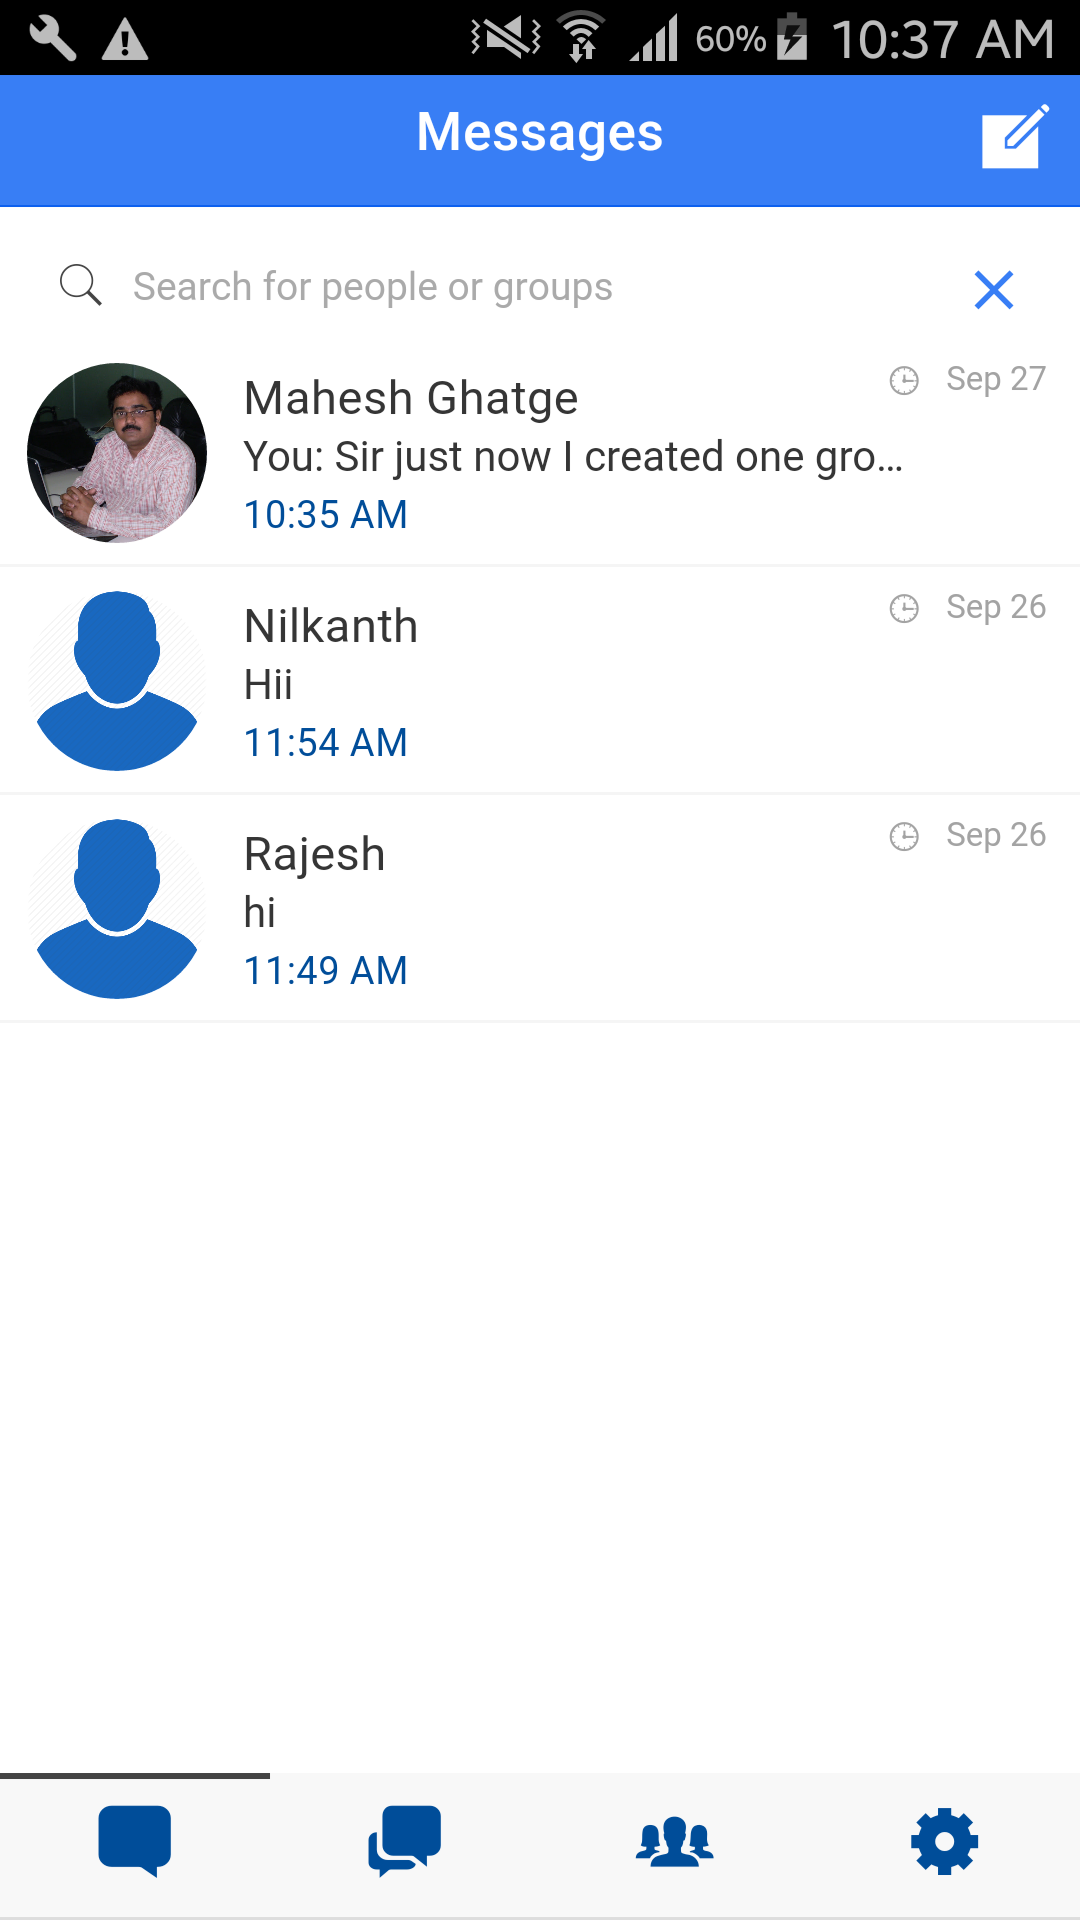 60% 10:37 AM
Messages
Search for people or groups
Mahesh Ghatge
Sep 27
You: Sir just now I created one gro...
10:35 AM
Nilkanth
Sep 26
Hii
11:54 AM
Rajesh
Sep 26
hi
11:49 AM